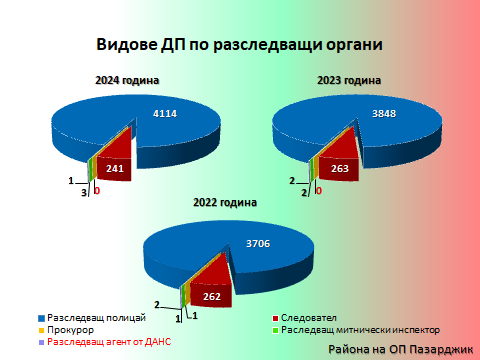 Видове ДП по разследващи органи
2024 година
2023 година
4114
3848
241
263
1
3
0
2
2
0
2022 година
3706
262
2
1
1
Разследващ полицай
Следовател
Прокурор
Разследващ митнически инспектор
Разследващ агент от ДАНС
Района на ОП Пазарджик